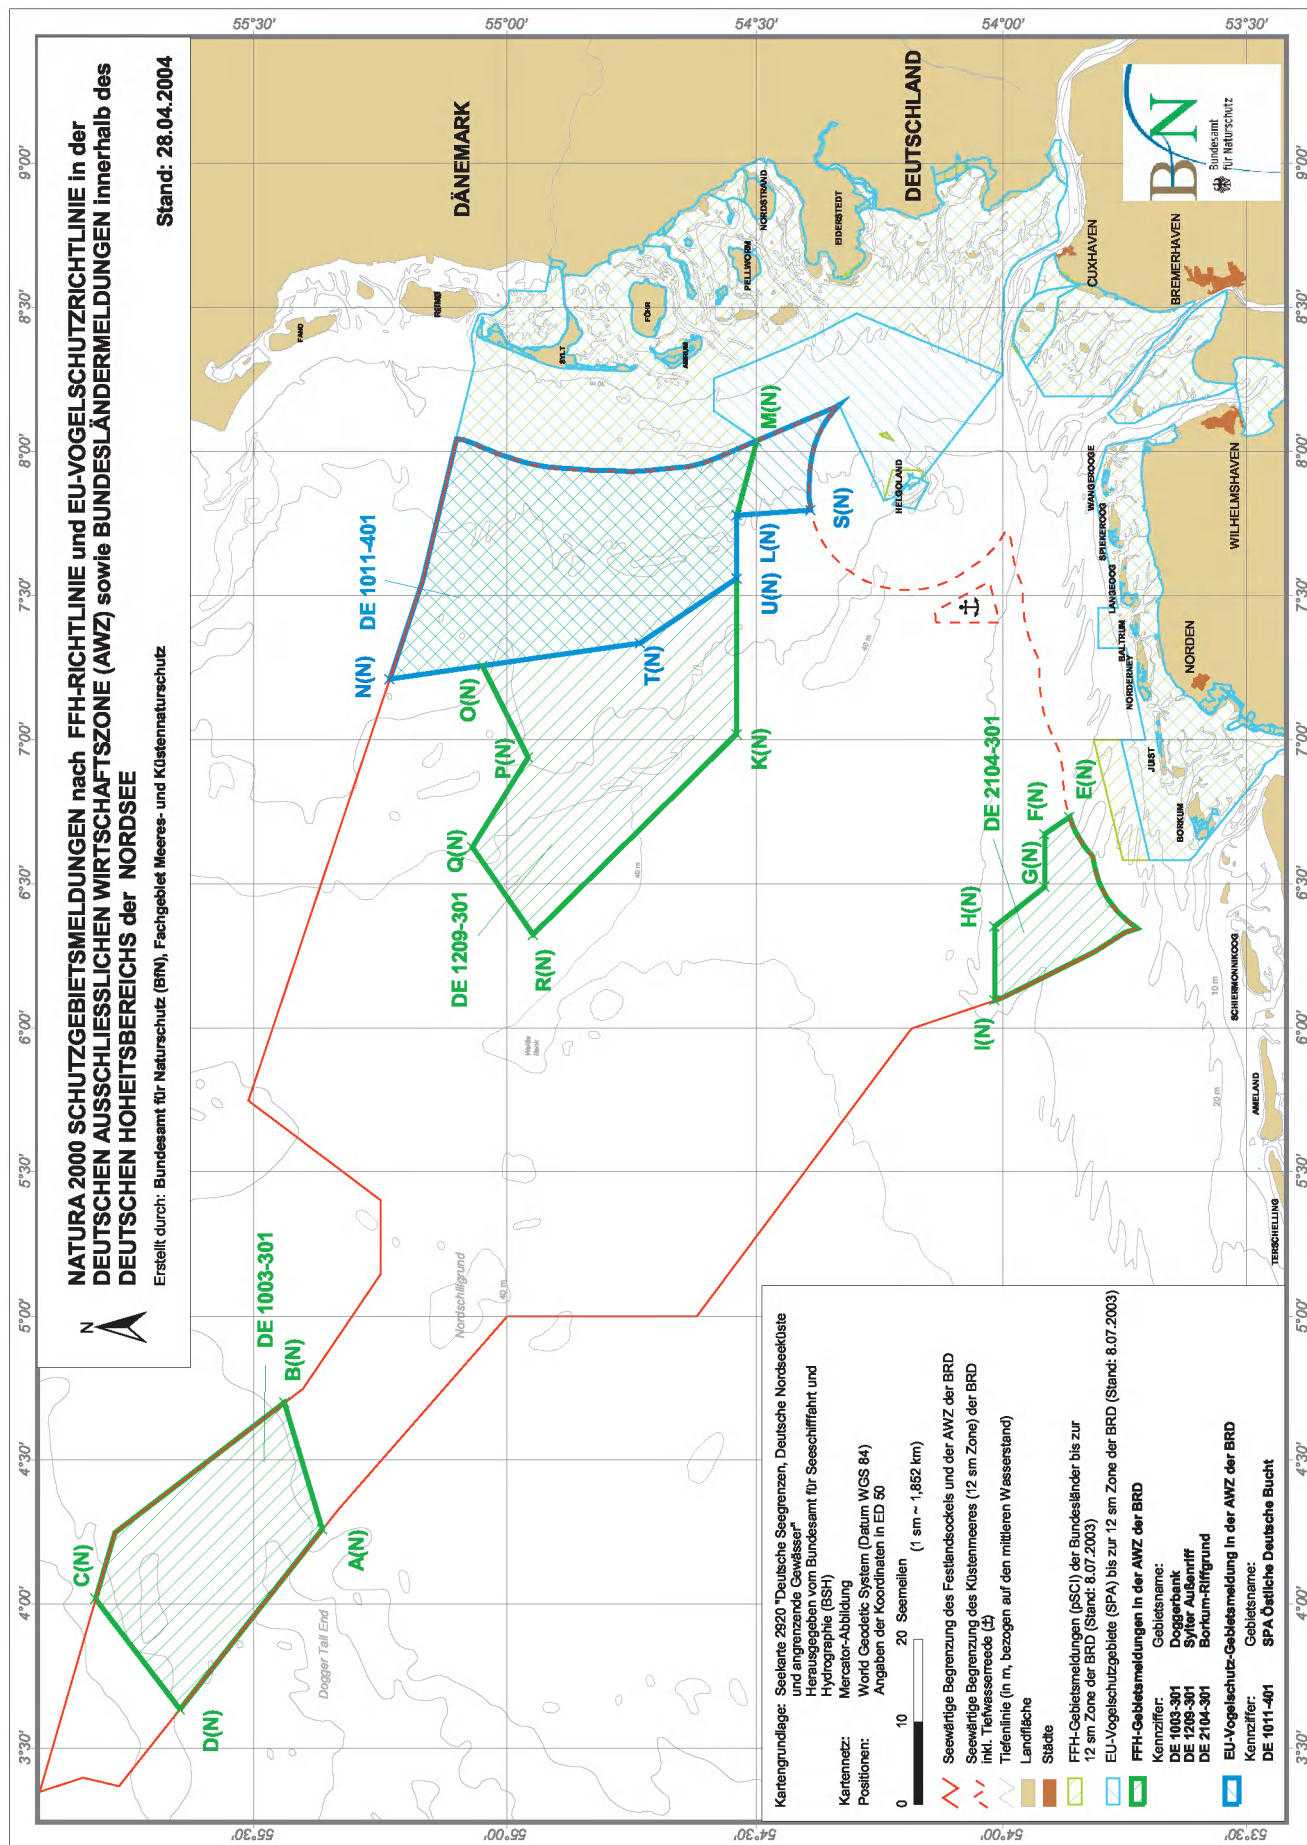 NATURA 2000 SCHUTZGEBIETSMELDUNGEN nach FFH-RICHTLINIE und EU-VOGELSCHUTZRICHTLINIE in der
DEUTSCHEN AUSSCHLIESSLICHEN WIRTSCHAFTSZONE (AWZ) sowie BUNDESLÄNDERMELDUNGEN innerhalb des
DEUTSCHEN HOHEITSBEREICHS der NORDSEE
Erstellt durch: Bundesamt für Naturschutz (BfN), Fachgebiet Meeres- und Küstennaturschutz
Stand: 28.04.2004
N
3°30'
4°00'
4°30'
5°00'
5°30'
6°00'
6°30'
7°00'
7°30'
8°00'
8°30'
9°00'
55°30'
55°00'
54°30'
54°00'
53°30'
C(N)
D(N)
A(N)
B(N)
DE 1003-301
Dogger Tail End
Nordschillgrund
40 m
Weiße
Bank
DE 1209-301
R(N)
Q(N)
P(N)
O(N)
N(N)
DE 1011-401
T(N)
K(N)
U(N)
L(N)
S(N)
M(N)
40 m
40 m
10 m
DE 2104-301
I(N)
H(N)
G(N)
F(N)
E(N)
10 m
20 m
DÄNEMARK
DEUTSCHLAND
FANÖ
RÖMÖ
SYLT
FÖHR
AMRUM
PELLWORM
NORDSTRAND
EIDERSTEDT
HELGOLAND
CUXHAVEN
BREMERHAVEN
WILHELMSHAVEN
WANGEROOGE
SPIEKEROOG
LANGEOOG
BALTRUM
NORDERNEY
NORDEN
JUIST
BORKUM
SCHIERMONNIKOOG
AMELAND
TERSCHELLING
BfN
Bundesamt
für Naturschutz
Kartengrundlage: Seekarte 2920 "Deutsche Seegrenzen, Deutsche Nordseeküste
und angrenzende Gewässer"
Herausgegeben vom Bundesamt für Seeschifffahrt und
Hydrographie (BSH)
Kartennetz: Mercator-Abbildung
Positionen: World Geodetic System (Datum WGS 84)
Angaben der Koordinaten in ED 50
0 10 20 Seemeilen
(1 sm ~ 1,852 km)
Seewärtige Begrenzung des Festlandsockels und der AWZ der BRD
Seewärtige Begrenzung des Küstenmeeres (12 sm Zone) der BRD
inkl. Tiefwasserreede (⚓)
Tiefenlinie (in m, bezogen auf den mittleren Wasserstand)
Landfläche
Städte
FFH-Gebietsmeldungen (pSCI) der Bundesländer bis zur
12 sm Zone der BRD (Stand: 8.07.2003)
EU-Vogelschutzgebiete (SPA) bis zur 12 sm Zone der BRD (Stand: 8.07.2003)
FFH-Gebietsmeldungen in der AWZ der BRD
Kennziffer: Gebietsname:
DE 1003-301 Doggerbank
DE 1209-301 Sylter Außenriff
DE 2104-301 Borkum-Riffgrund
EU-Vogelschutz-Gebietsmeldung in der AWZ der BRD
Kennziffer: Gebietsname:
DE 1011-401 SPA Östliche Deutsche Bucht